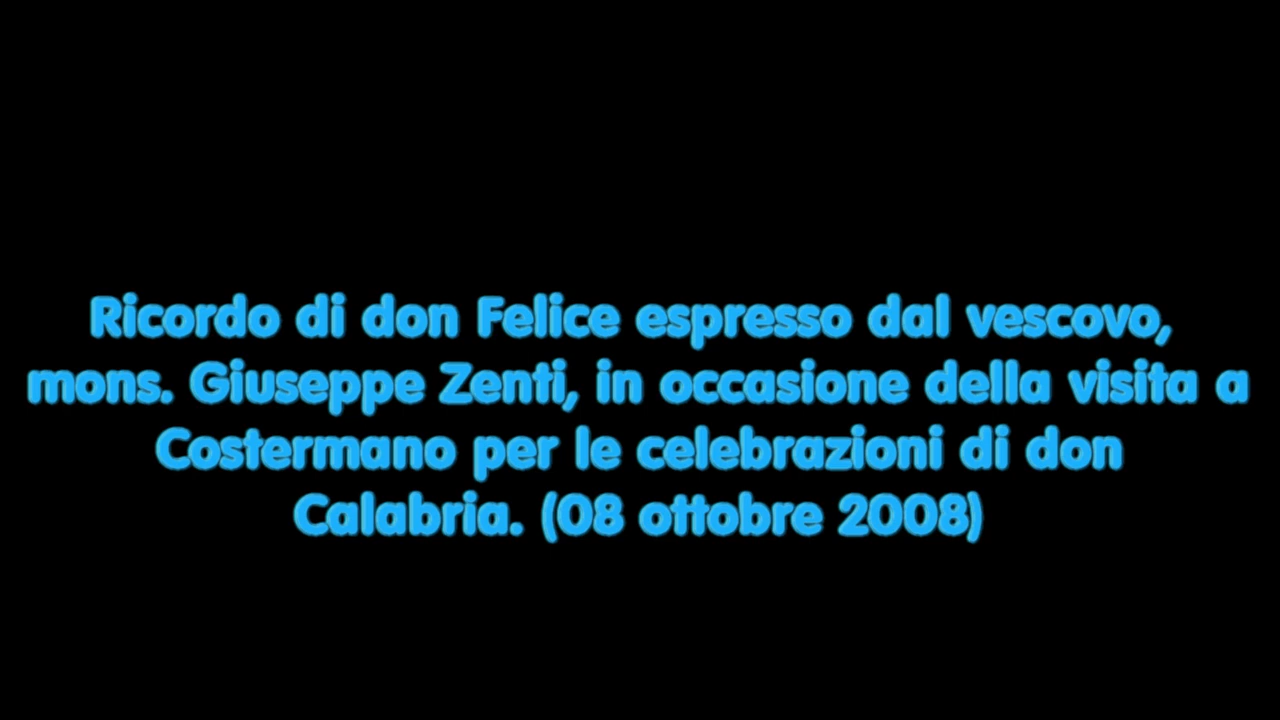 Ricordo di don Felice espresso dal vescovo,
mons. Giuseppe Zenti, in occasione della visita a
Costermano per le celebrazioni di don
Calabria. (08 ottobre 2008)